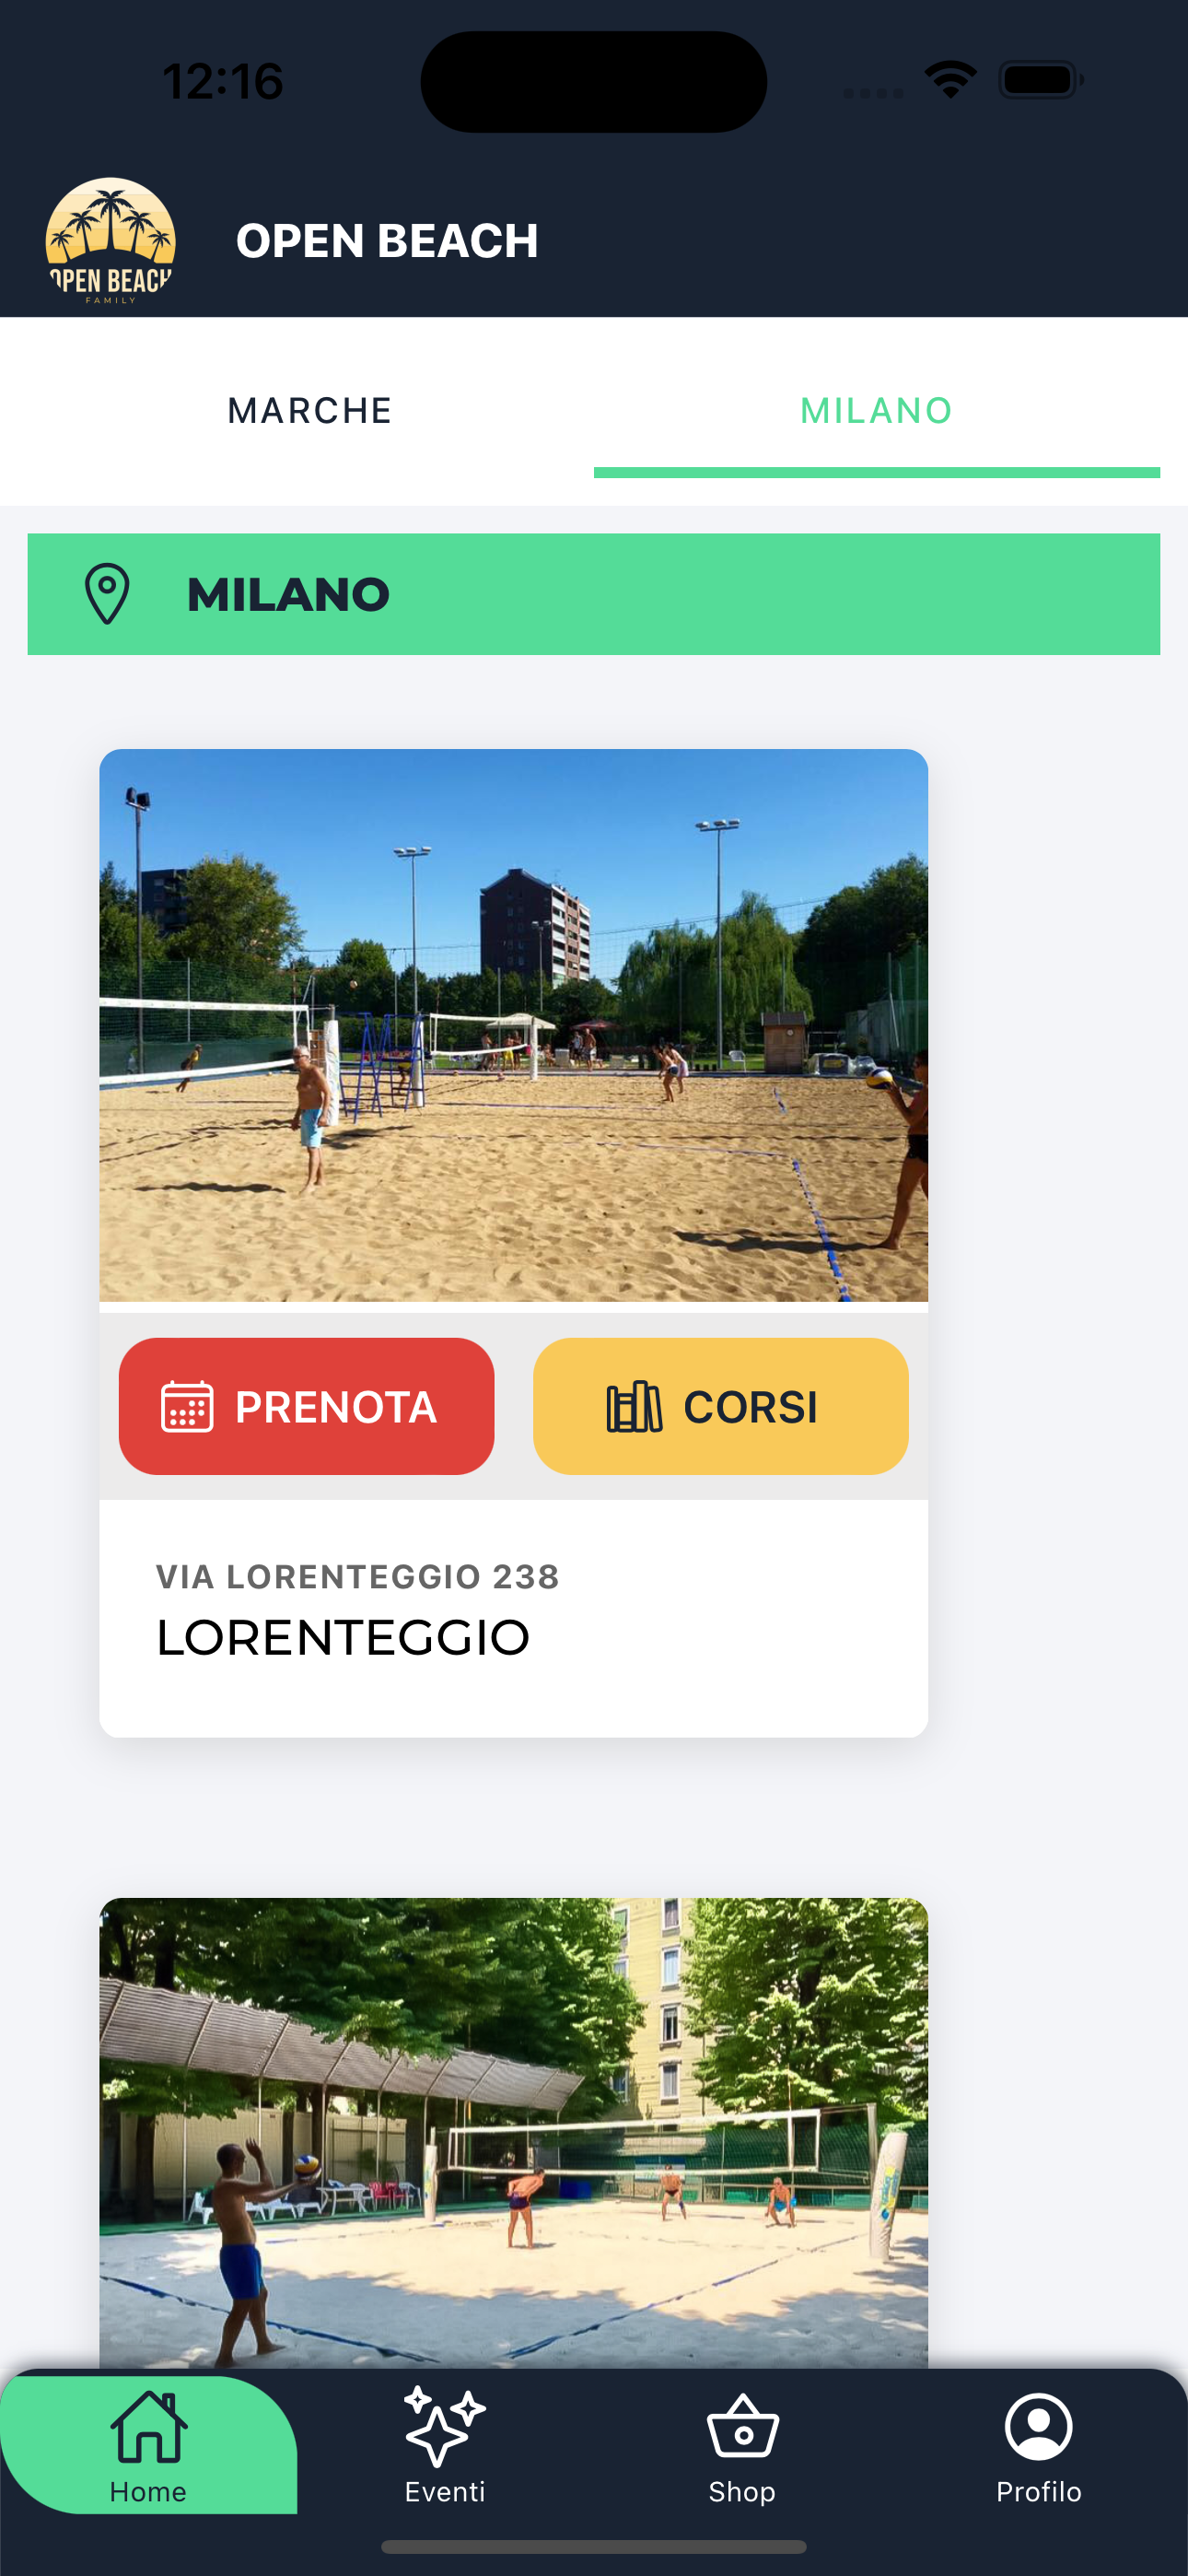 12:16
OPEN BEACH
FAMILY
OPEN BEACH
MARCHE
MILANO
MILANO
PRENOTA
CORSI
VIA LORENTEGGIO 238
LORENTEGGIO
Home
Eventi
Shop
Profilo